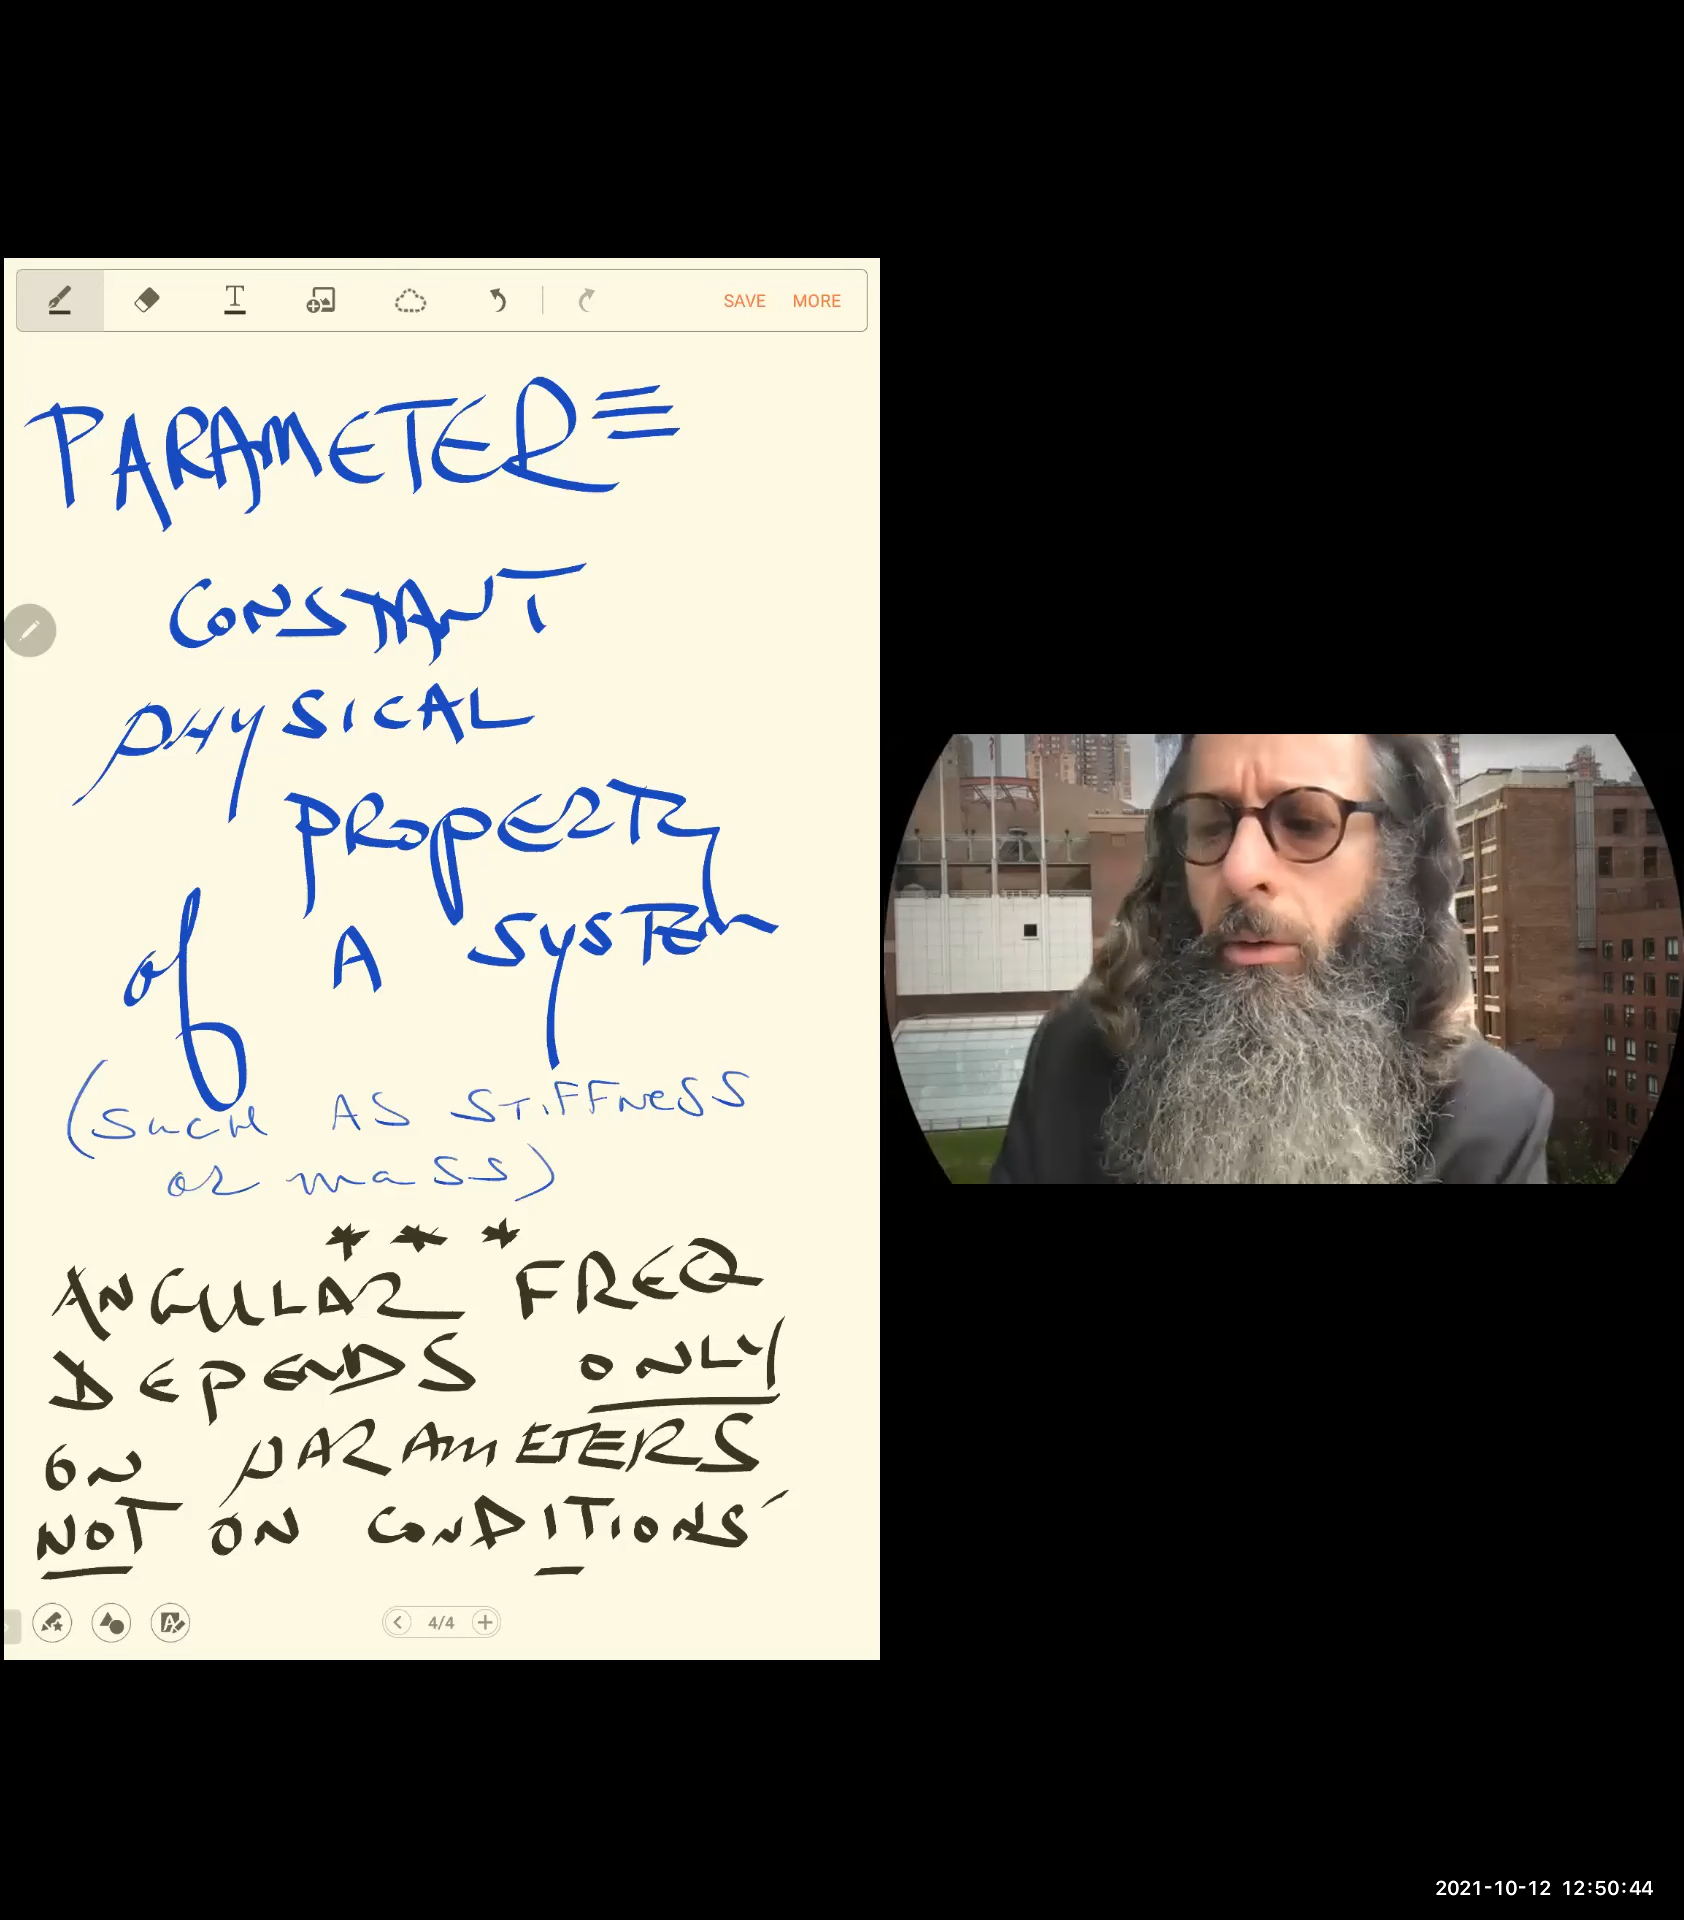 SAVE MORE
PARAMETER≡
CONSTANT
PHYSICAL
PROPERTY
of A SYSTEM
(SUCH AS STIFFNESS
OR MASS)
* * *
ANGULAR FREQ
DEPENDS ONLY
ON PARAMETERS
NOT ON CONDITIONS
4/4
2021-10-12 12:50:44